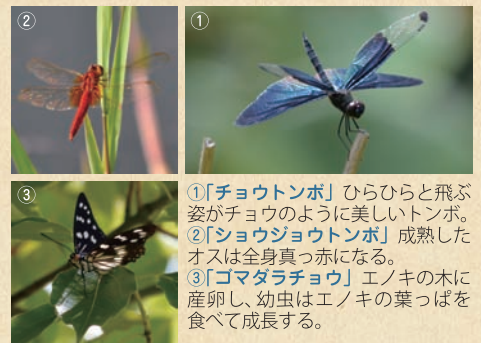 ②
①
③
①「チョウトンボ」ひらひらと飛ぶ
姿がチョウのように美しいトンボ。
②「ショウジョウトンボ」成熟した
オスは全身真っ赤になる。
③「ゴマダラチョウ」エノキの木に
産卵し、幼虫はエノキの葉っぱを
食べて成長する。